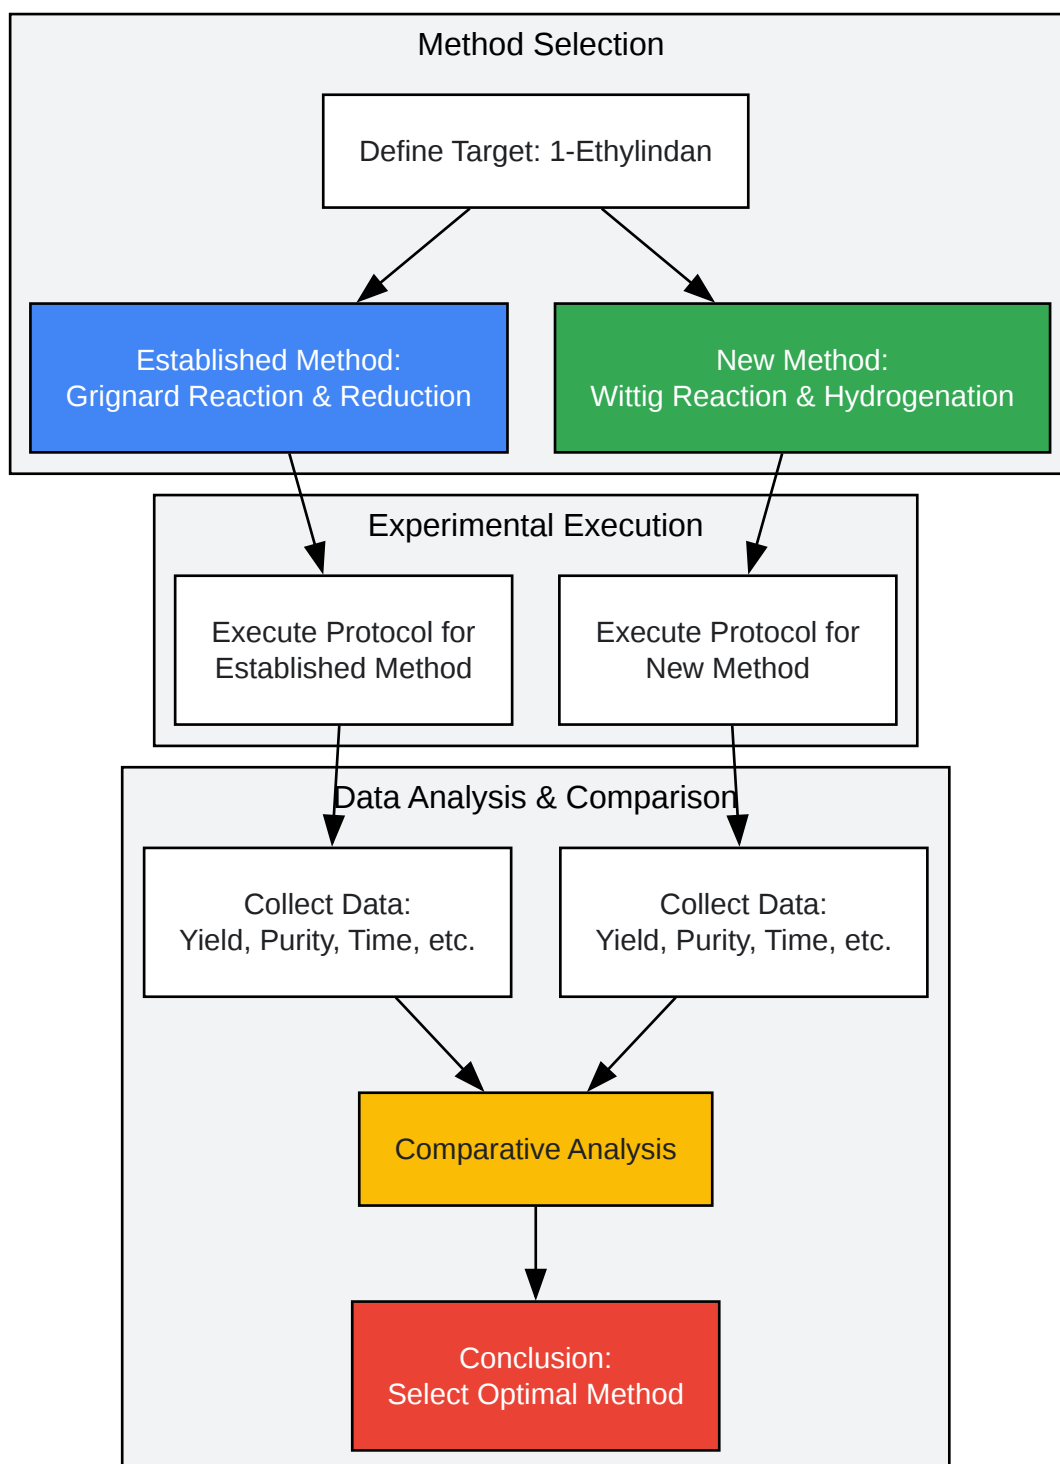 Method Selection
Define Target: 1-Ethylindan
Established Method:
Grignard Reaction & Reduction
New Method:
Wittig Reaction & Hydrogenation
Experimental Execution
Execute Protocol for
Established Method
Execute Protocol for
New Method
Data Analysis & Comparison
Collect Data:
Yield, Purity, Time, etc.
Collect Data:
Yield, Purity, Time, etc.
Comparative Analysis
Conclusion:
Select Optimal Method